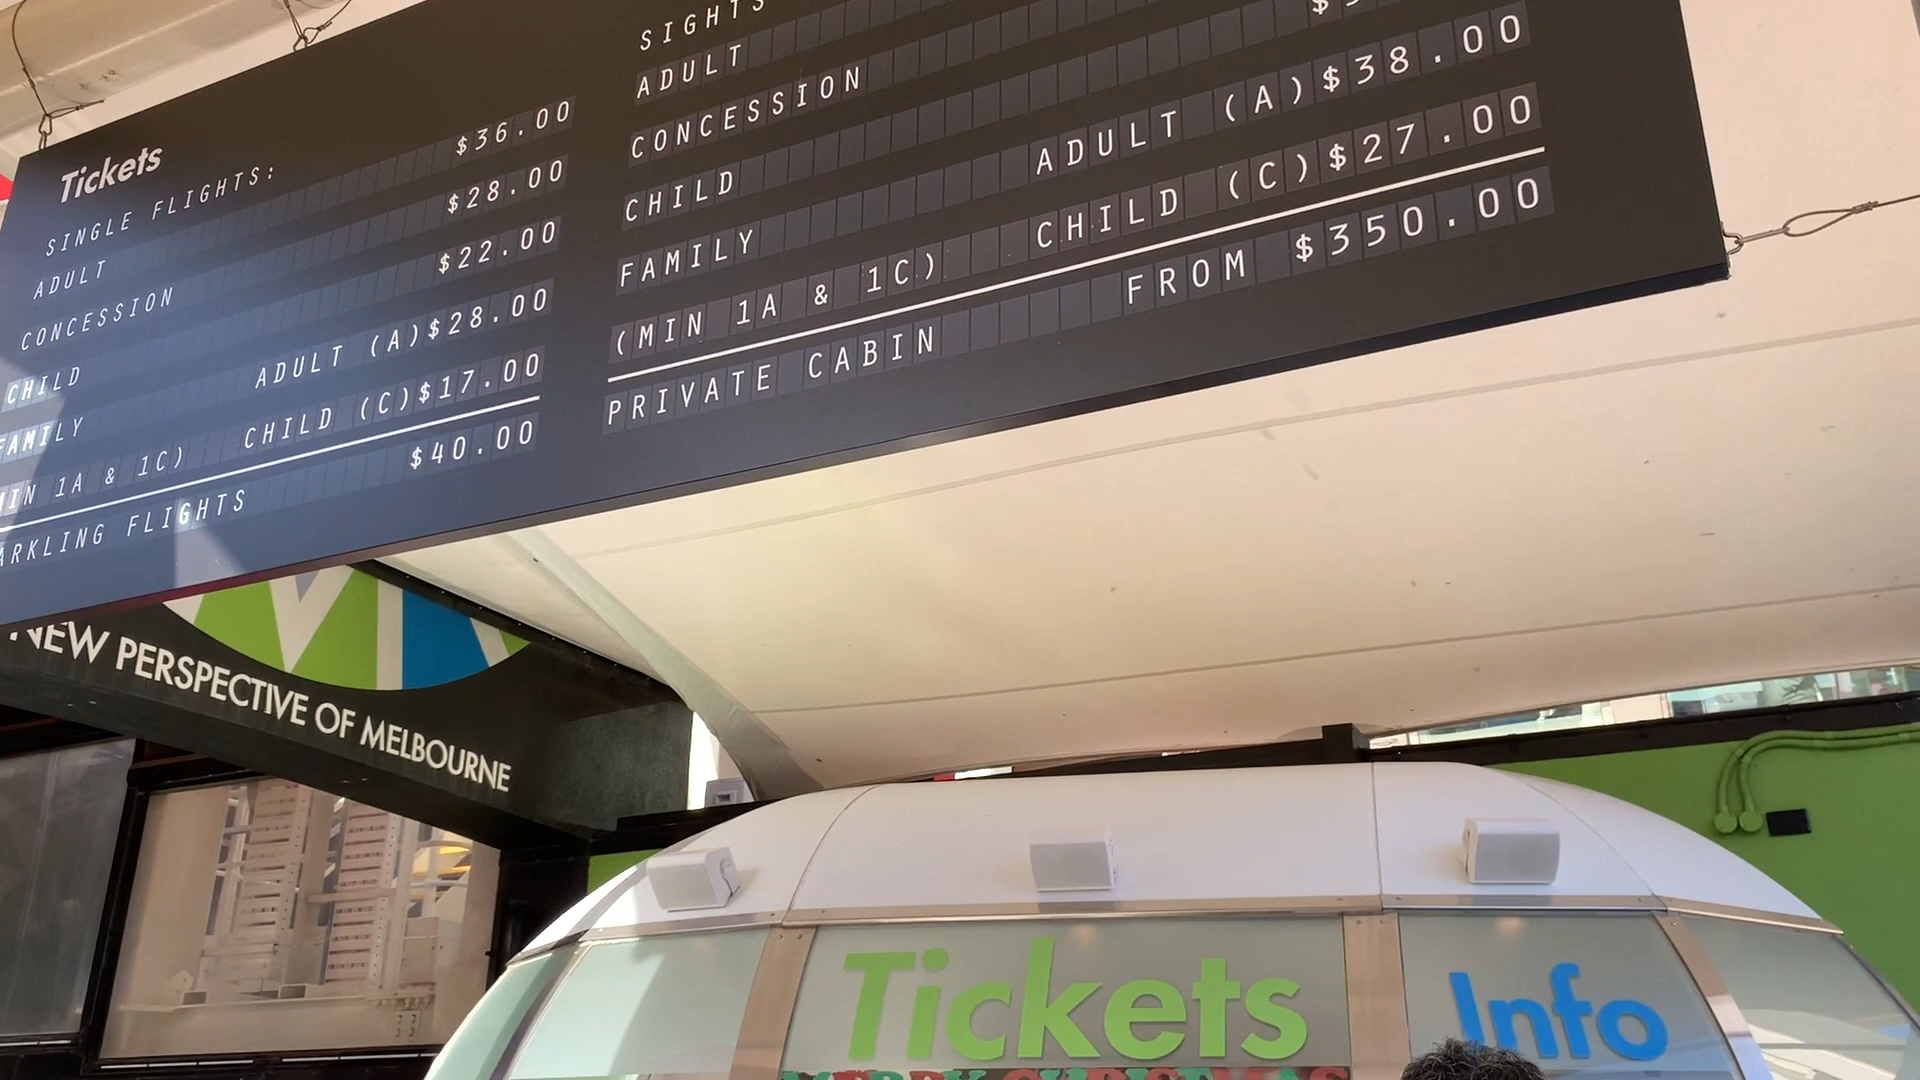 Tickets
SINGLE FLIGHTS:
ADULT $36.00
CONCESSION $28.00
CHILD $22.00
FAMILY ADULT (A)$28.00
MIN 1A & 1C) CHILD (C)$17.00
ARKLING FLIGHTS $40.00
SIGHTS
ADULT
CONCESSION
CHILD
FAMILY ADULT (A)$38.00
(MIN 1A & 1C) CHILD (C)$27.00
PRIVATE CABIN FROM $350.00
NEW PERSPECTIVE OF MELBOURNE
Tickets
Info